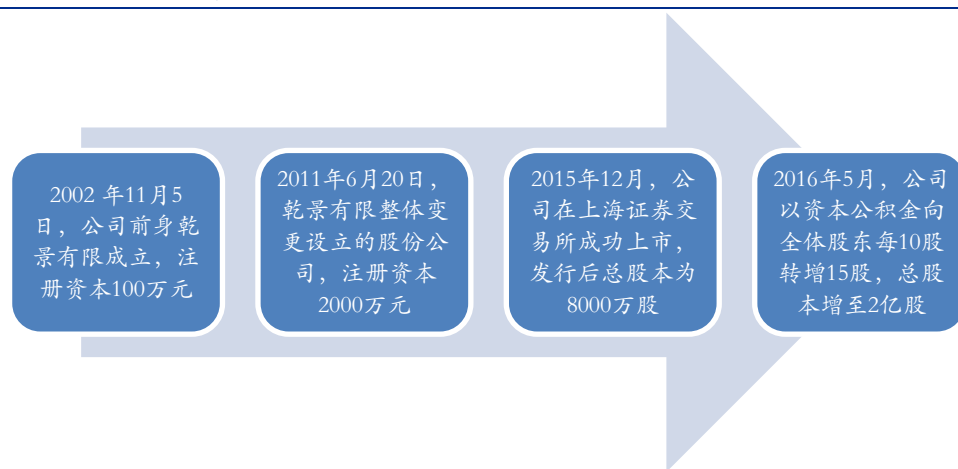 2002 年11月5
日，公司前身乾
景有限成立，注
册资本100万元
2011年6月20日，
乾景有限整体变
更设立的股份公
司，注册资本
2000万元
2015年12月，公
司在上海证券交
易所成功上市，
发行后总股本为
8000万股
2016年5月，公司
以资本公积金向
全体股东每10股
转增15股，总股
本增至2亿股